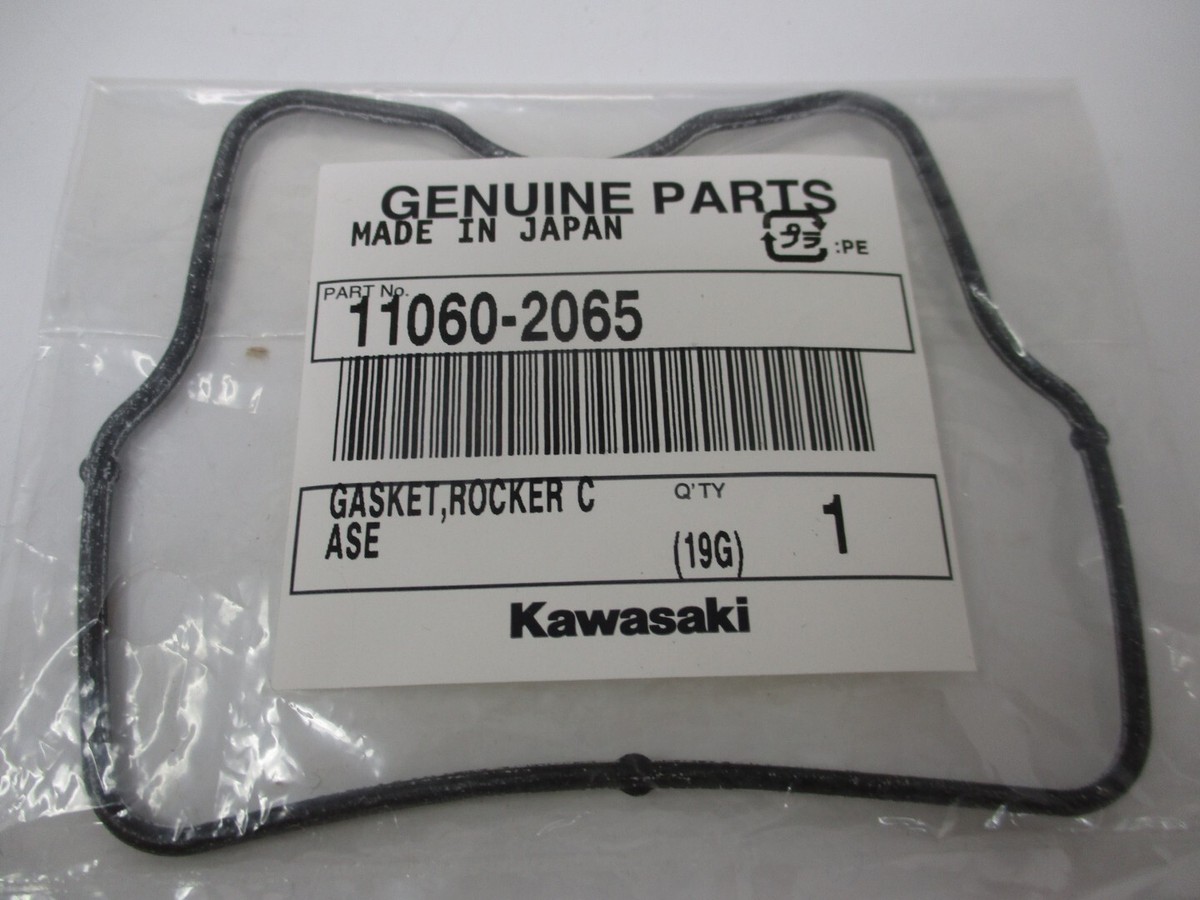 GENUINE PARTS
MADE IN JAPAN
プラ :PE
PART No.
11060-2065
GASKET,ROCKER C
ASE
Q'TY
(19G)
1
Kawasaki